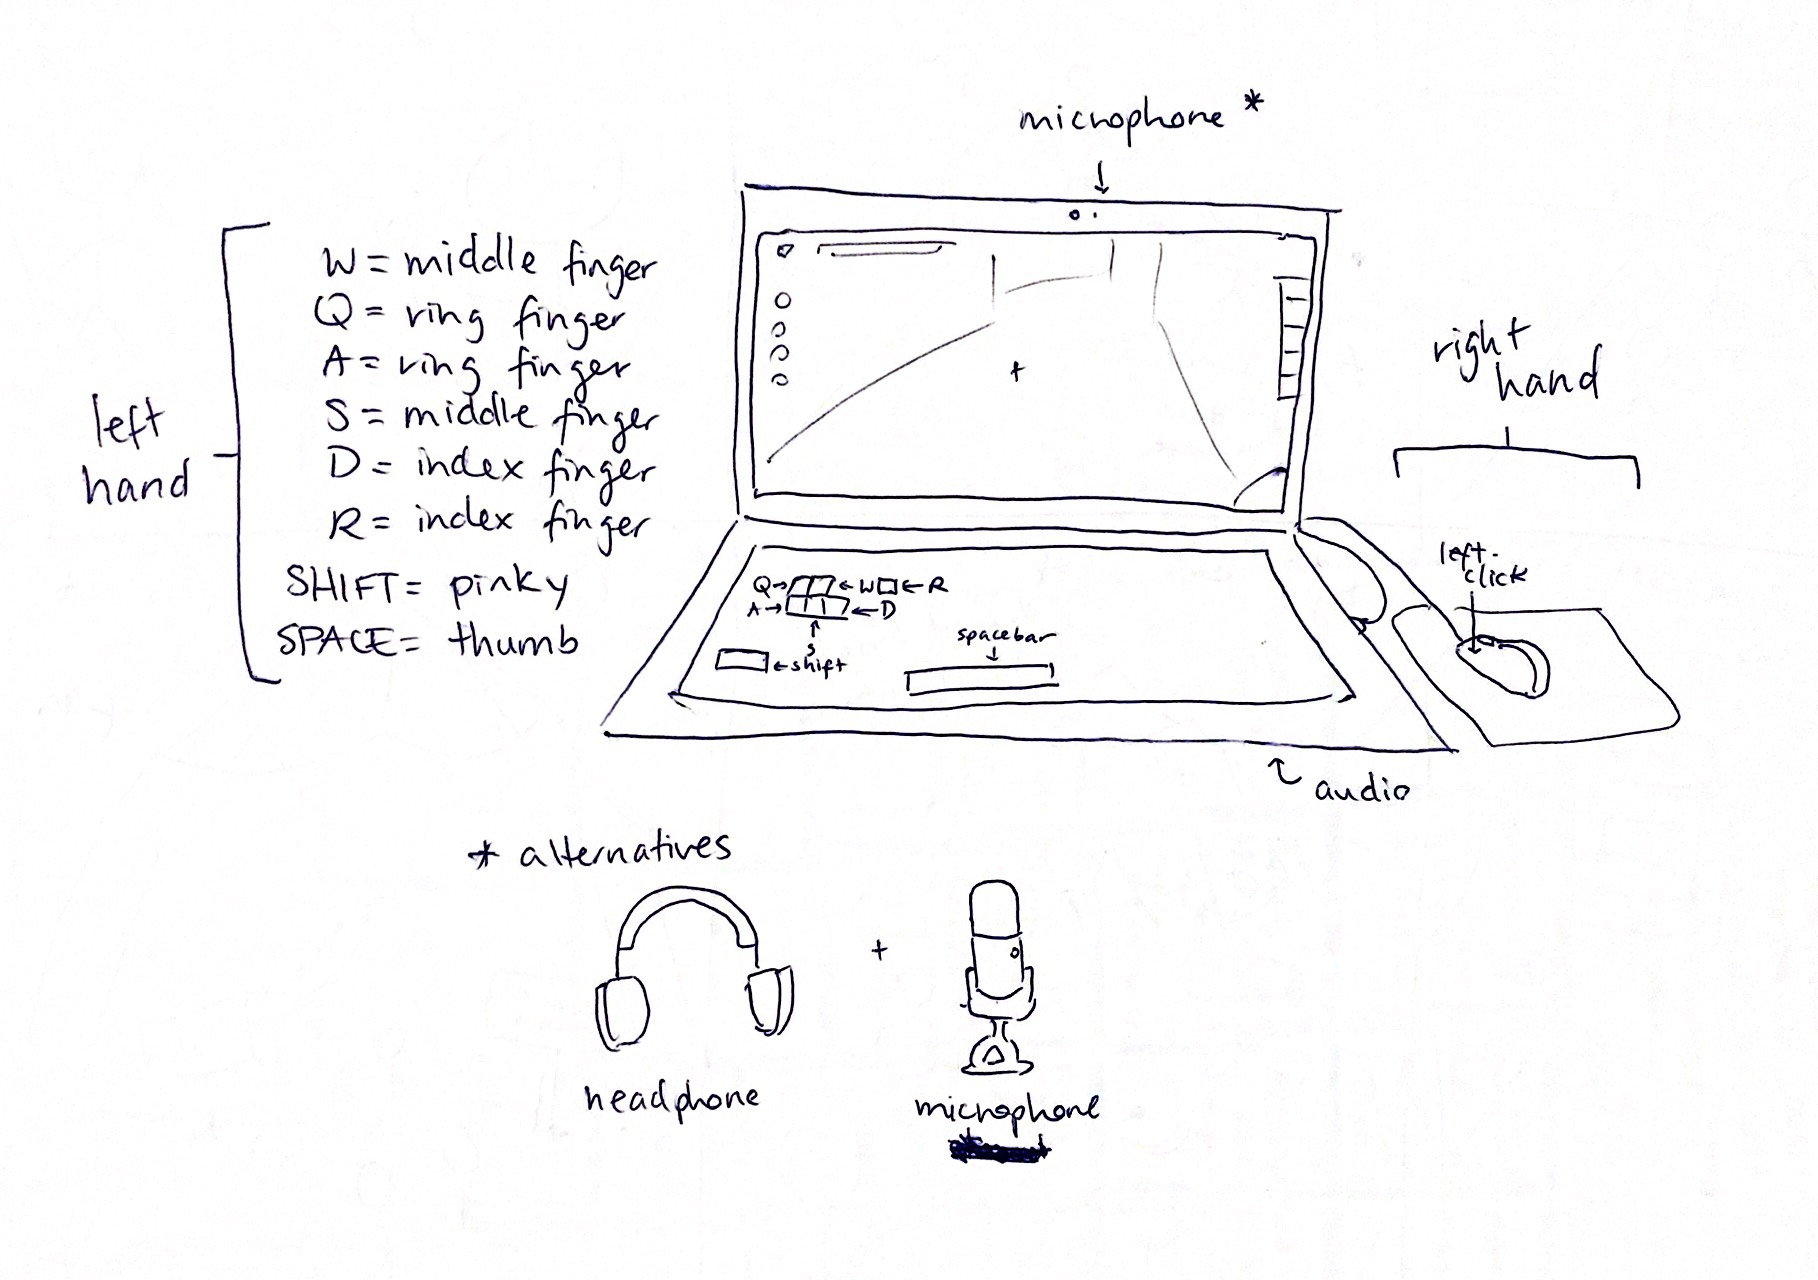 microphone *
left
hand
W = middle finger
Q = ring finger
A = ring finger
S = middle finger
D = index finger
R = index finger
SHIFT = pinky
SPACE = thumb
right
hand
left-
click
Q
W
R
A
D
S
shift
spacebar
audio
* alternatives
+
headphone
microphone